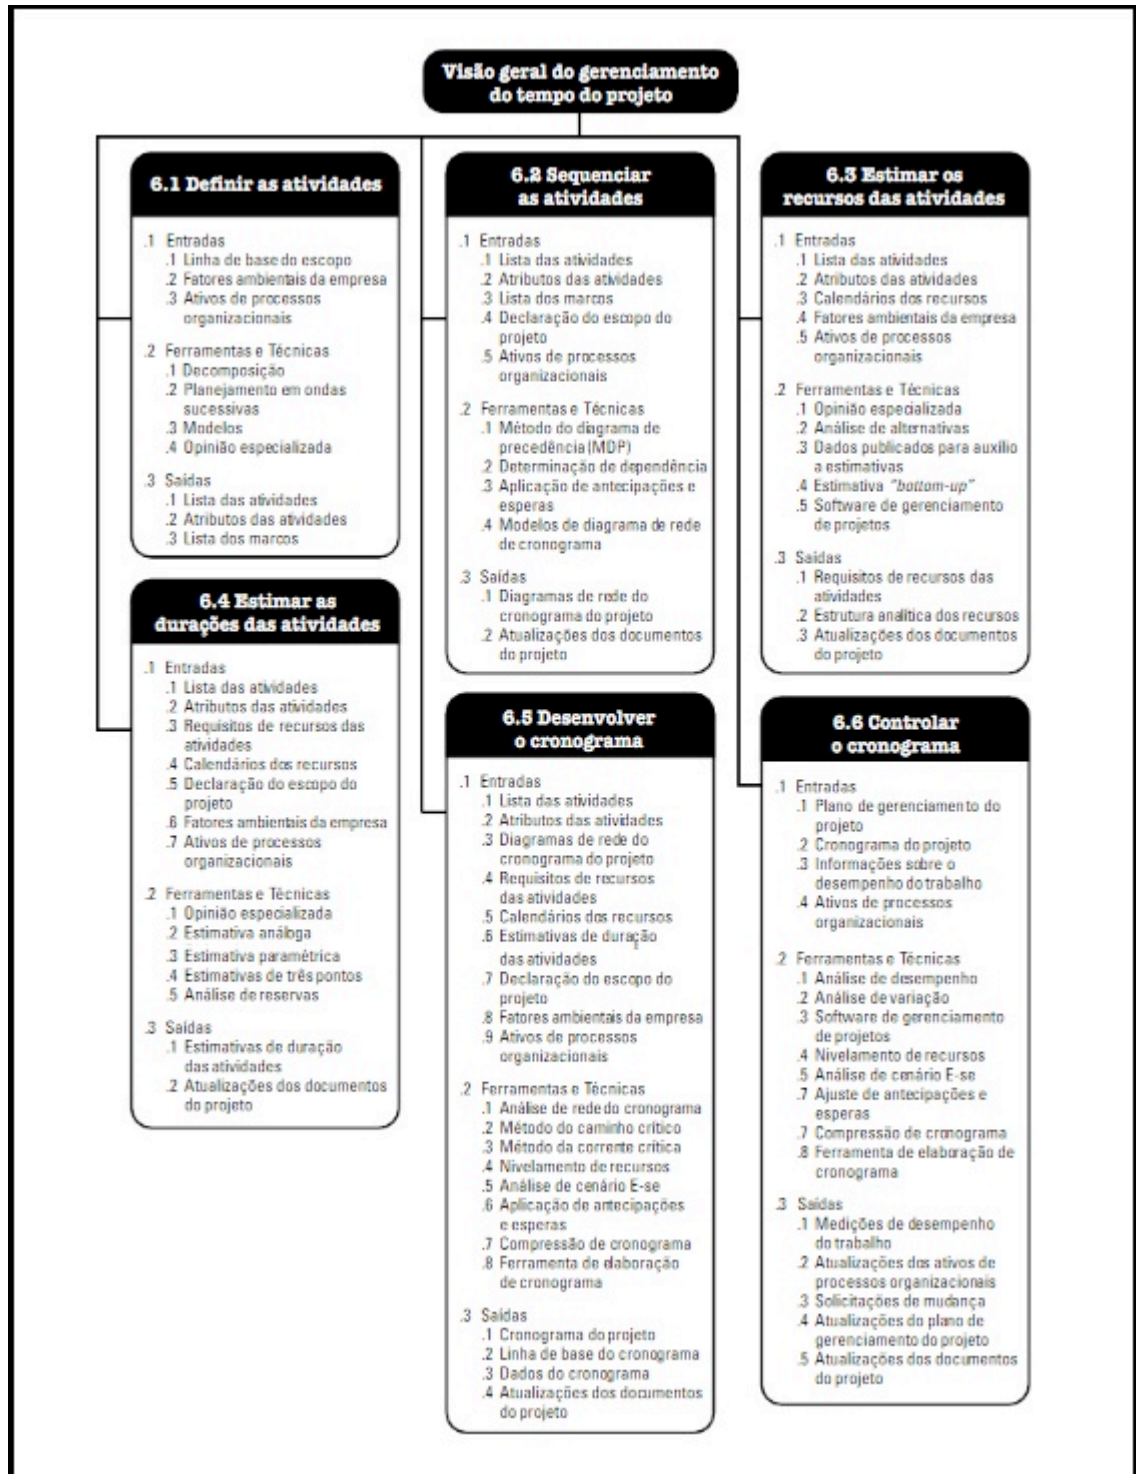 Visão geral do gerenciamento
do tempo do projeto
6.1 Definir as atividades
.1 Entradas
.1 Linha de base do escopo
.2 Fatores ambientais da empresa
.3 Ativos de processos
organizacionais
.2 Ferramentas e Técnicas
.1 Decomposição
.2 Planejamento em ondas
sucessivas
.3 Modelos
.4 Opinião especializada
.3 Saídas
.1 Lista das atividades
.2 Atributos das atividades
.3 Lista dos marcos
6.2 Sequenciar
as atividades
.1 Entradas
.1 Lista das atividades
.2 Atributos das atividades
.3 Lista dos marcos
.4 Declaração do escopo do
projeto
.5 Ativos de processos
organizacionais
.2 Ferramentas e Técnicas
.1 Método do diagrama de
precedência (MDP)
.2 Determinação de dependência
.3 Aplicação de antecipações e
esperas
.4 Modelos de diagrama de rede
de cronograma
.3 Saídas
.1 Diagramas de rede do
cronograma do projeto
.2 Atualizações dos documentos
do projeto
6.3 Estimar os
recursos das atividades
.1 Entradas
.1 Lista das atividades
.2 Atributos das atividades
.3 Calendários dos recursos
.4 Fatores ambientais da empresa
.5 Ativos de processos
organizacionais
.2 Ferramentas e Técnicas
.1 Opinião especializada
.2 Análise de alternativas
.3 Dados publicados para auxílio
a estimativas
.4 Estimativa "bottom-up"
.5 Software de gerenciamento
de projetos
.3 Saídas
.1 Requisitos de recursos das
atividades
.2 Estrutura analítica dos recursos
.3 Atualizações dos documentos
do projeto
6.4 Estimar as
durações das atividades
.1 Entradas
.1 Lista das atividades
.2 Atributos das atividades
.3 Requisitos de recursos das
atividades
.4 Calendários dos recursos
.5 Declaração do escopo do
projeto
.6 Fatores ambientais da empresa
.7 Ativos de processos
organizacionais
.2 Ferramentas e Técnicas
.1 Opinião especializada
.2 Estimativa análoga
.3 Estimativa paramétrica
.4 Estimativas de três pontos
.5 Análise de reservas
.3 Saídas
.1 Estimativas de duração
das atividades
.2 Atualizações dos documentos
do projeto
6.5 Desenvolver
o cronograma
.1 Entradas
.1 Lista das atividades
.2 Atributos das atividades
.3 Diagramas de rede do
cronograma do projeto
.4 Requisitos de recursos
das atividades
.5 Calendários dos recursos
.6 Estimativas de duração
das atividades
.7 Declaração do escopo do
projeto
.8 Fatores ambientais da empresa
.9 Ativos de processos
organizacionais
.2 Ferramentas e Técnicas
.1 Análise de rede do cronograma
.2 Método do caminho crítico
.3 Método da corrente crítica
.4 Nivelamento de recursos
.5 Análise de cenário E-se
.6 Aplicação de antecipações
e esperas
.7 Compressão de cronograma
.8 Ferramenta de elaboração
de cronograma
.3 Saídas
.1 Cronograma do projeto
.2 Linha de base do cronograma
.3 Dados do cronograma
.4 Atualizações dos documentos
do projeto
6.6 Controlar
o cronograma
.1 Entradas
.1 Plano de gerenciamento do
projeto
.2 Cronograma do projeto
.3 Informações sobre o
desempenho do trabalho
.4 Ativos de processos
organizacionais
.2 Ferramentas e Técnicas
.1 Análise de desempenho
.2 Análise de variação
.3 Software de gerenciamento
de projetos
.4 Nivelamento de recursos
.5 Análise de cenário E-se
.7 Ajuste de antecipações e
esperas
.7 Compressão de cronograma
.8 Ferramenta de elaboração de
cronograma
.3 Saídas
.1 Medições de desempenho
do trabalho
.2 Atualizações dos ativos de
processos organizacionais
.3 Solicitações de mudança
.4 Atualizações do plano de
gerenciamento do projeto
.5 Atualizações dos documentos
do projeto